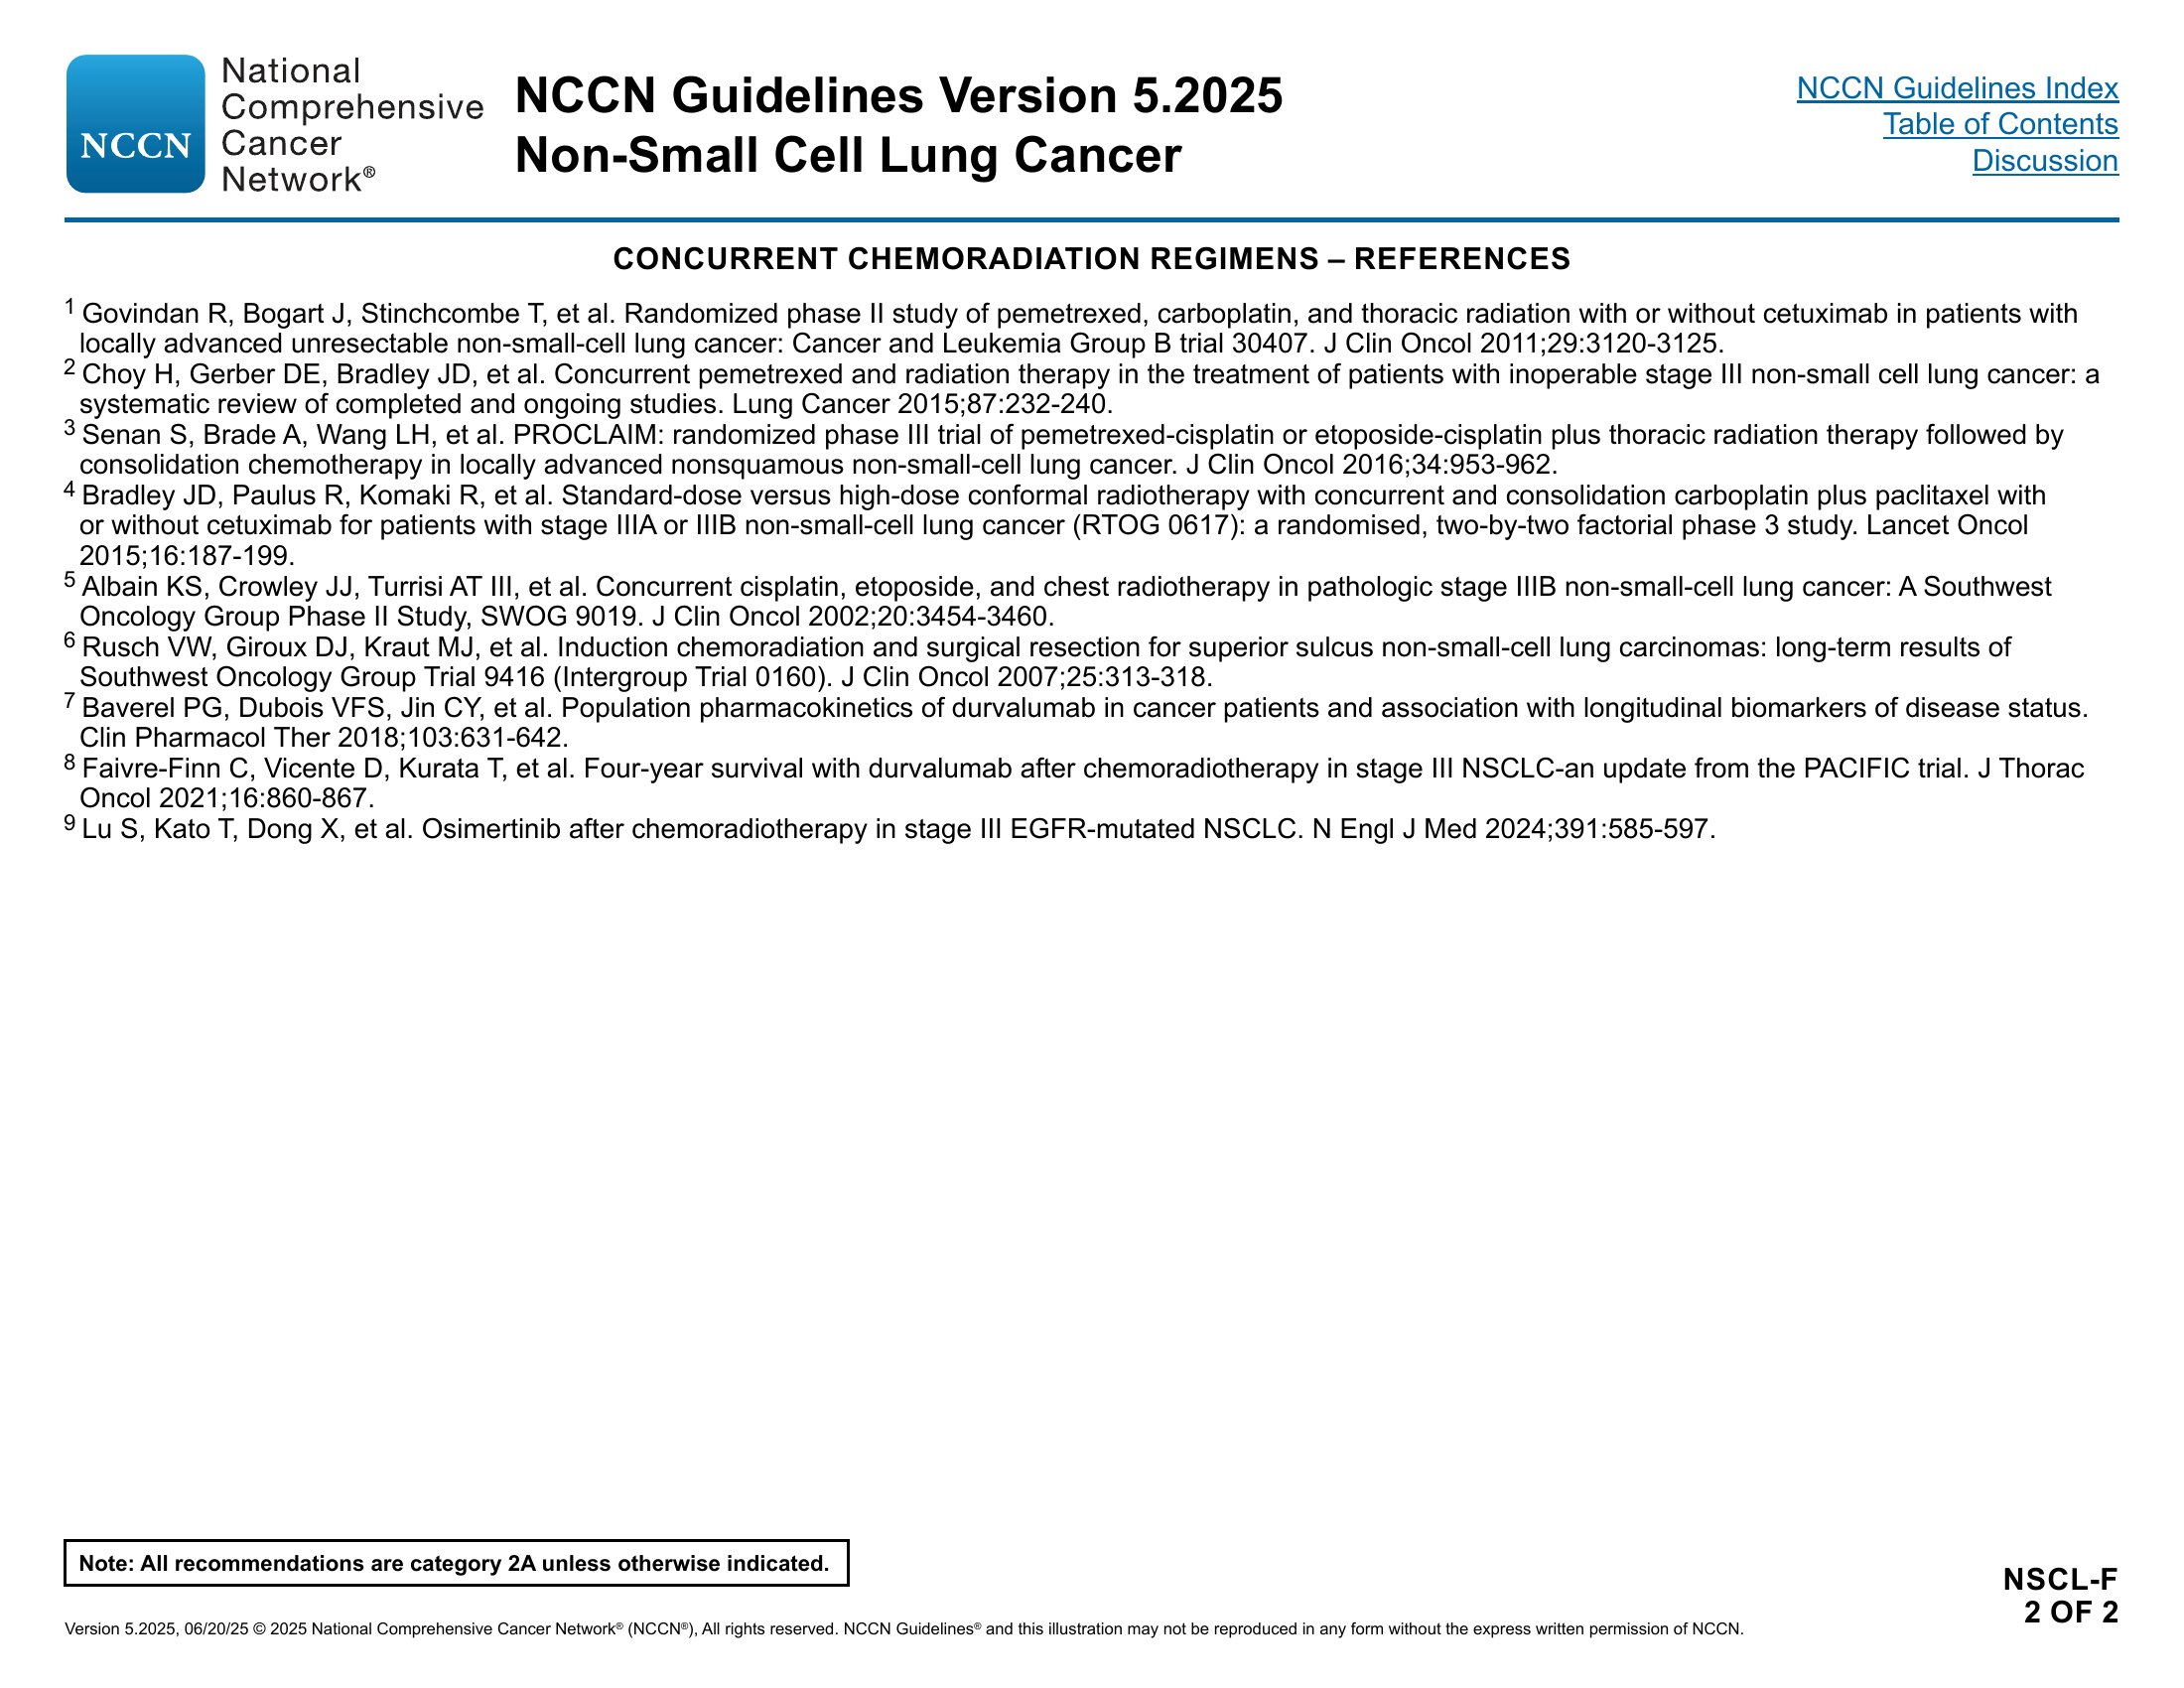 NCCN
National
Comprehensive
Cancer
Network®
NCCN Guidelines Version 5.2025
Non-Small Cell Lung Cancer
NCCN Guidelines Index
Table of Contents
Discussion
CONCURRENT CHEMORADIATION REGIMENS – REFERENCES
1 Govindan R, Bogart J, Stinchcombe T, et al. Randomized phase II study of pemetrexed, carboplatin, and thoracic radiation with or without cetuximab in patients with
locally advanced unresectable non-small-cell lung cancer: Cancer and Leukemia Group B trial 30407. J Clin Oncol 2011;29:3120-3125.
2 Choy H, Gerber DE, Bradley JD, et al. Concurrent pemetrexed and radiation therapy in the treatment of patients with inoperable stage III non-small cell lung cancer: a
systematic review of completed and ongoing studies. Lung Cancer 2015;87:232-240.
3 Senan S, Brade A, Wang LH, et al. PROCLAIM: randomized phase III trial of pemetrexed-cisplatin or etoposide-cisplatin plus thoracic radiation therapy followed by
consolidation chemotherapy in locally advanced nonsquamous non-small-cell lung cancer. J Clin Oncol 2016;34:953-962.
4 Bradley JD, Paulus R, Komaki R, et al. Standard-dose versus high-dose conformal radiotherapy with concurrent and consolidation carboplatin plus paclitaxel with
or without cetuximab for patients with stage IIIA or IIIB non-small-cell lung cancer (RTOG 0617): a randomised, two-by-two factorial phase 3 study. Lancet Oncol
2015;16:187-199.
5 Albain KS, Crowley JJ, Turrisi AT III, et al. Concurrent cisplatin, etoposide, and chest radiotherapy in pathologic stage IIIB non-small-cell lung cancer: A Southwest
Oncology Group Phase II Study, SWOG 9019. J Clin Oncol 2002;20:3454-3460.
6 Rusch VW, Giroux DJ, Kraut MJ, et al. Induction chemoradiation and surgical resection for superior sulcus non-small-cell lung carcinomas: long-term results of
Southwest Oncology Group Trial 9416 (Intergroup Trial 0160). J Clin Oncol 2007;25:313-318.
7 Baverel PG, Dubois VFS, Jin CY, et al. Population pharmacokinetics of durvalumab in cancer patients and association with longitudinal biomarkers of disease status.
Clin Pharmacol Ther 2018;103:631-642.
8 Faivre-Finn C, Vicente D, Kurata T, et al. Four-year survival with durvalumab after chemoradiotherapy in stage III NSCLC-an update from the PACIFIC trial. J Thorac
Oncol 2021;16:860-867.
9 Lu S, Kato T, Dong X, et al. Osimertinib after chemoradiotherapy in stage III EGFR-mutated NSCLC. N Engl J Med 2024;391:585-597.
Note: All recommendations are category 2A unless otherwise indicated.
NSCL-F
2 OF 2
Version 5.2025, 06/20/25 © 2025 National Comprehensive Cancer Network® (NCCN®), All rights reserved. NCCN Guidelines® and this illustration may not be reproduced in any form without the express written permission of NCCN.